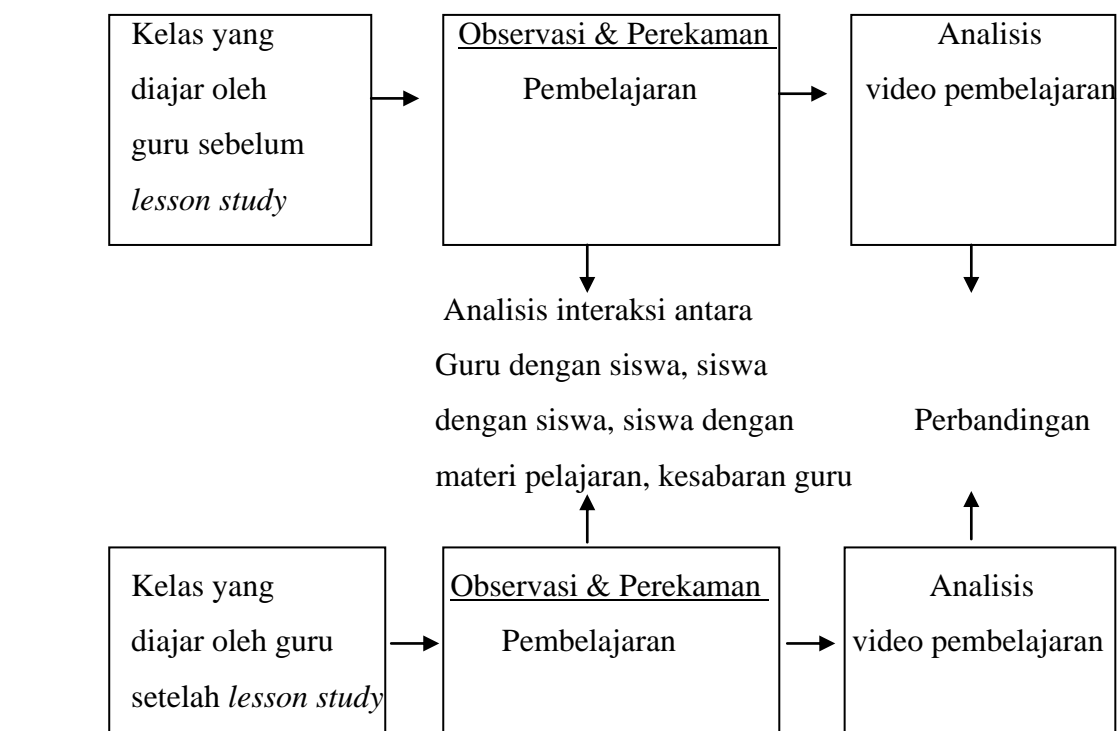 Kelas yang
diajar oleh
guru sebelum
lesson study
Observasi & Perekaman
Pembelajaran
Analisis
video pembelajaran
Analisis interaksi antara
Guru dengan siswa, siswa
dengan siswa, siswa dengan
materi pelajaran, kesabaran guru
Perbandingan
Kelas yang
diajar oleh guru
setelah lesson study
Observasi & Perekaman
Pembelajaran
Analisis
video pembelajaran